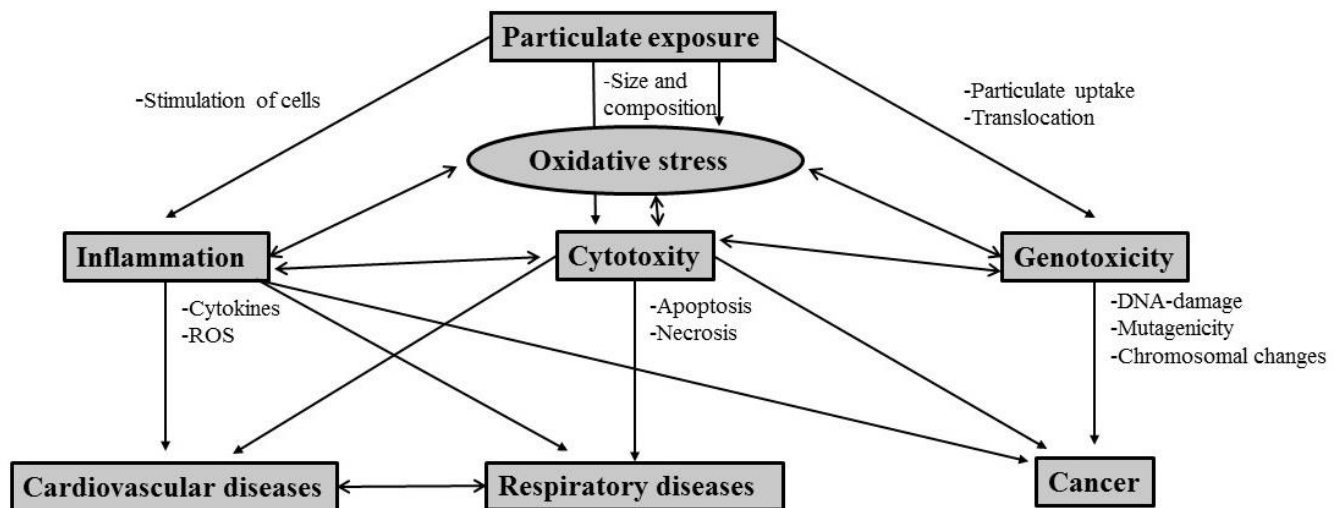 Particulate exposure
-Stimulation of cells
-Size and
composition
-Particulate uptake
-Translocation
Oxidative stress
Inflammation
Cytotoxity
Genotoxicity
-Cytokines
-ROS
-Apoptosis
-Necrosis
-DNA-damage
-Mutagenicity
-Chromosomal changes
Cardiovascular diseases
Respiratory diseases
Cancer